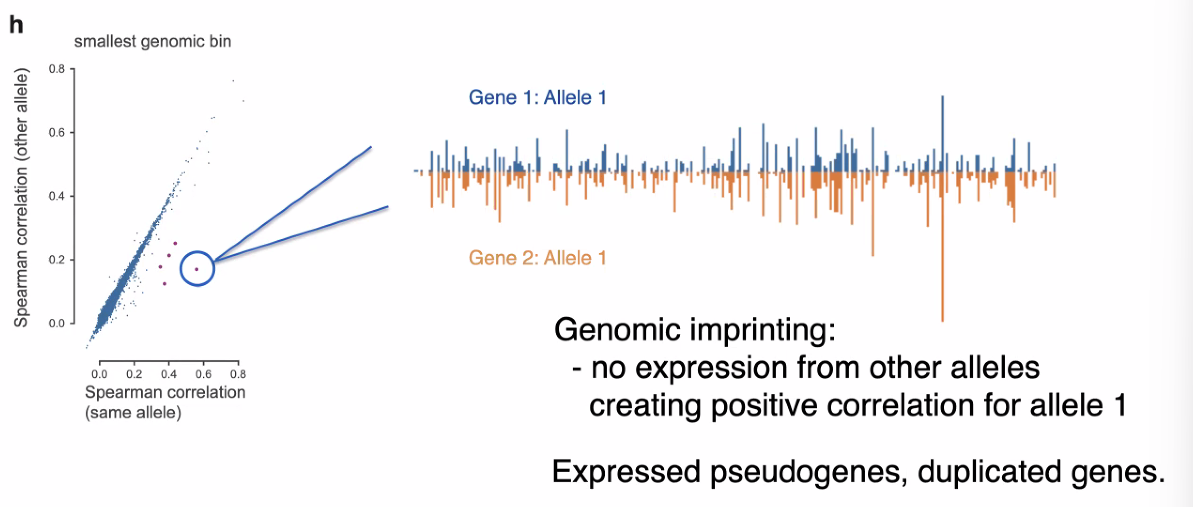 h
smallest genomic bin
Spearman correlation (other allele)
0.8
0.6
0.4
0.2
0.0
0.0 0.2 0.4 0.6 0.8
Spearman correlation
(same allele)
Gene 1: Allele 1
Gene 2: Allele 1
Genomic imprinting:
- no expression from other alleles
creating positive correlation for allele 1
Expressed pseudogenes, duplicated genes.